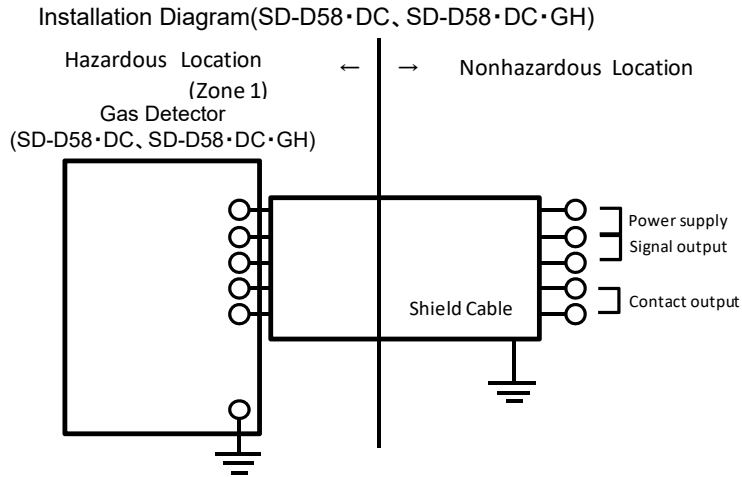 Installation Diagram(SD-D58・DC、SD-D58・DC・GH)
Hazardous Location ← → Nonhazardous Location
(Zone 1)
Gas Detector
(SD-D58・DC、SD-D58・DC・GH)
Power supply
Signal output
Contact output
Shield Cable